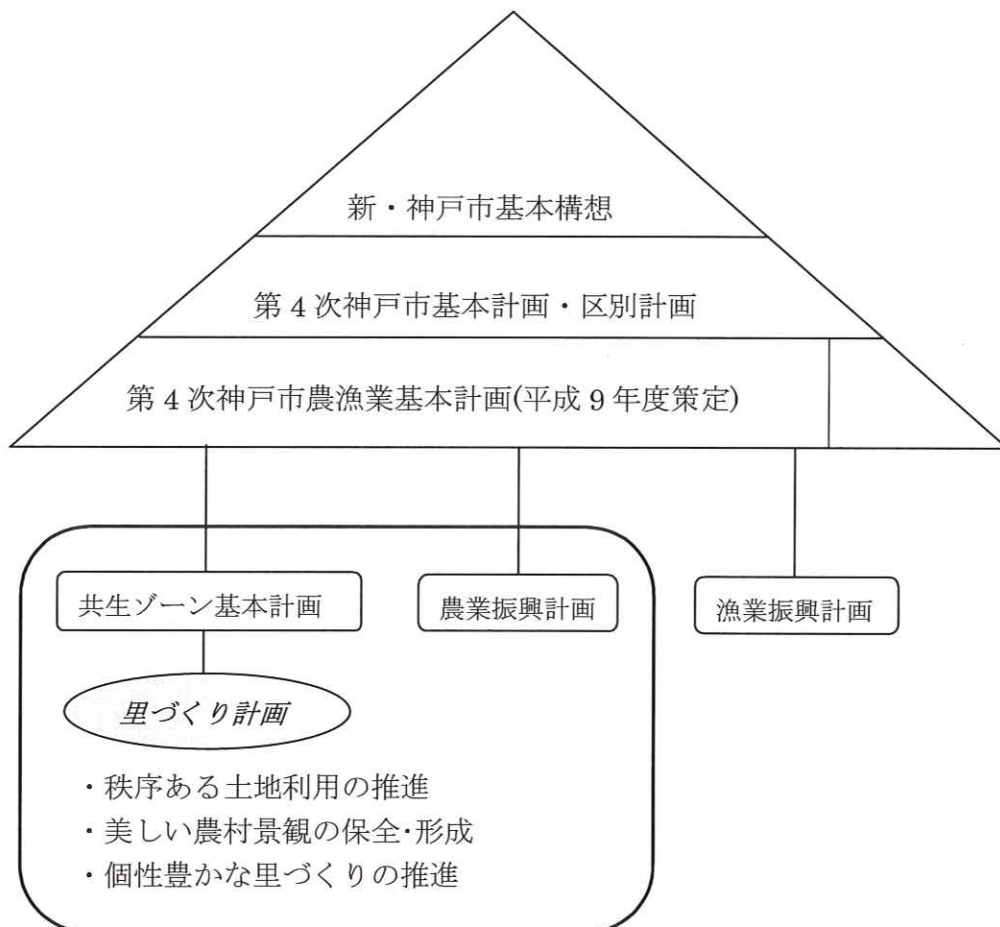 新・神戸市基本構想
第4次神戸市基本計画・区別計画
第4次神戸市農漁業基本計画(平成9年度策定)
共生ゾーン基本計画
農業振興計画
漁業振興計画
里づくり計画
・秩序ある土地利用の推進
・美しい農村景観の保全・形成
・個性豊かな里づくりの推進